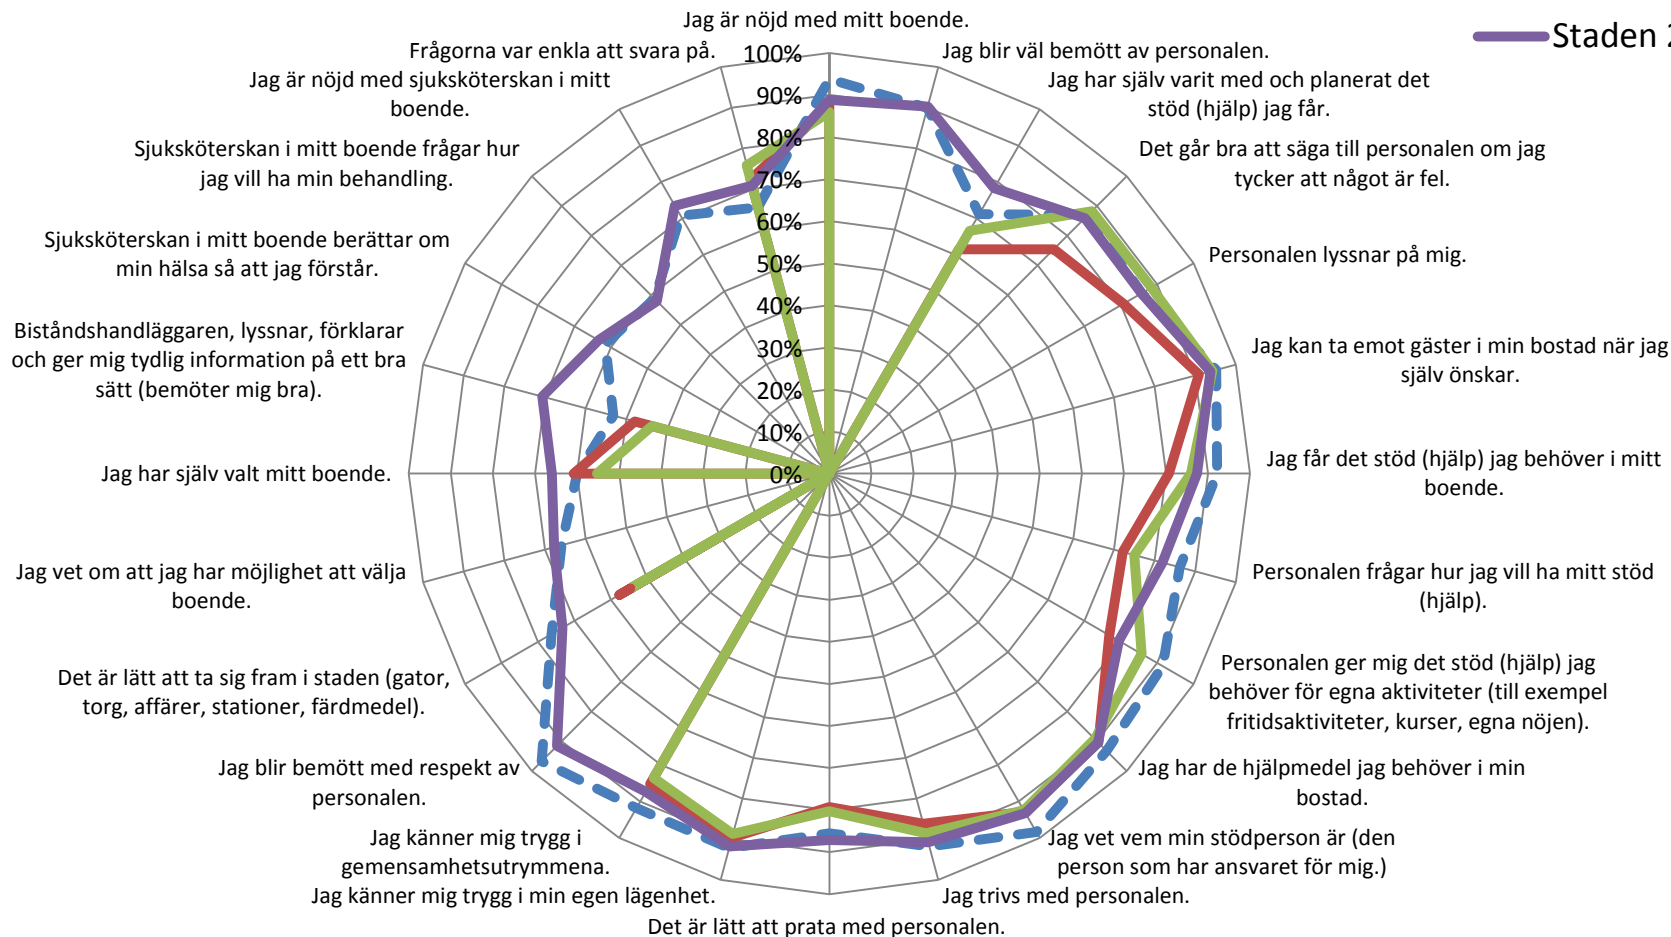 Jag är nöjd med mitt boende.
Jag blir väl bemött av personalen.
Jag har själv varit med och planerat det
stöd (hjälp) jag får.
Det går bra att säga till personalen om jag
tycker att något är fel.
Personalen lyssnar på mig.
Jag kan ta emot gäster i min bostad när jag
själv önskar.
Jag får det stöd (hjälp) jag behöver i mitt
boende.
Personalen frågar hur jag vill ha mitt stöd
(hjälp).
Personalen ger mig det stöd (hjälp) jag
behöver för egna aktiviteter (till exempel
fritidsaktiviteter, kurser, egna nöjen).
Jag har de hjälpmedel jag behöver i min
bostad.
Jag vet vem min stödperson är (den
person som har ansvaret för mig.)
Jag trivs med personalen.
Det är lätt att prata med personalen.
Jag känner mig trygg i min egen lägenhet.
Jag känner mig trygg i
gemensamhetsutrymmena.
Jag blir bemött med respekt av
personalen.
Det är lätt att ta sig fram i staden (gator,
torg, affärer, stationer, färdmedel).
Jag vet om att jag har möjlighet att välja
boende.
Jag har själv valt mitt boende.
Biståndshandläggaren, lyssnar, förklarar
och ger mig tydlig information på ett bra
sätt (bemöter mig bra).
Sjuksköterskan i mitt boende berättar om
min hälsa så att jag förstår.
Sjuksköterskan i mitt boende frågar hur
jag vill ha min behandling.
Jag är nöjd med sjuksköterskan i mitt
boende.
Frågorna var enkla att svara på.
100%
90%
80%
70%
60%
50%
40%
30%
20%
10%
0%
Staden